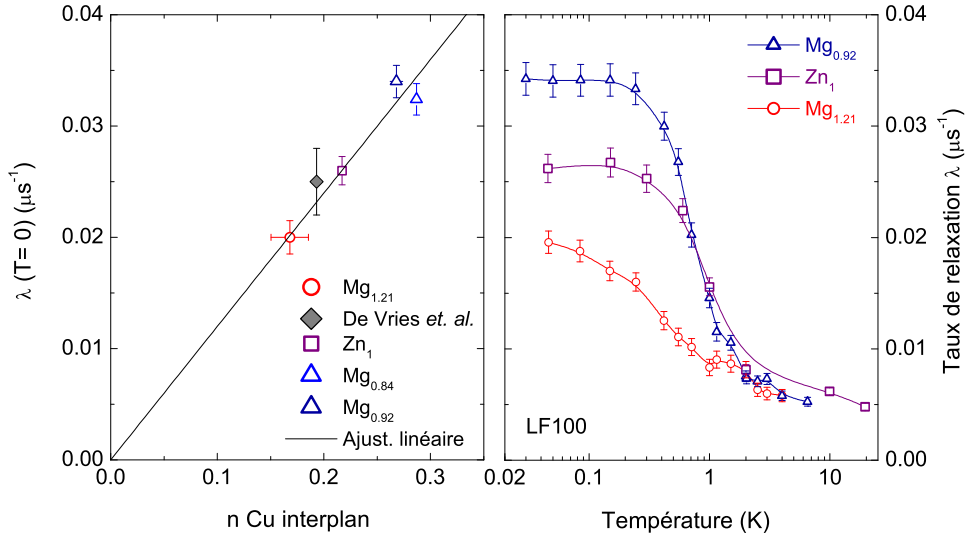 0.04
0.03
0.02
0.01
0.00
λ (T= 0) (μs⁻¹)
Mg₁.₂₁
De Vries et. al.
Zn₁
Mg₀.₈₄
Mg₀.₉₂
Ajust. linéaire
0.0 0.1 0.2 0.3
n Cu interplan
Mg₀.₉₂
Zn₁
Mg₁.₂₁
LF100
0.02 0.1 1 10
Température (K)
0.04
0.03
0.02
0.01
0.00
Taux de relaxation λ (μs⁻¹)